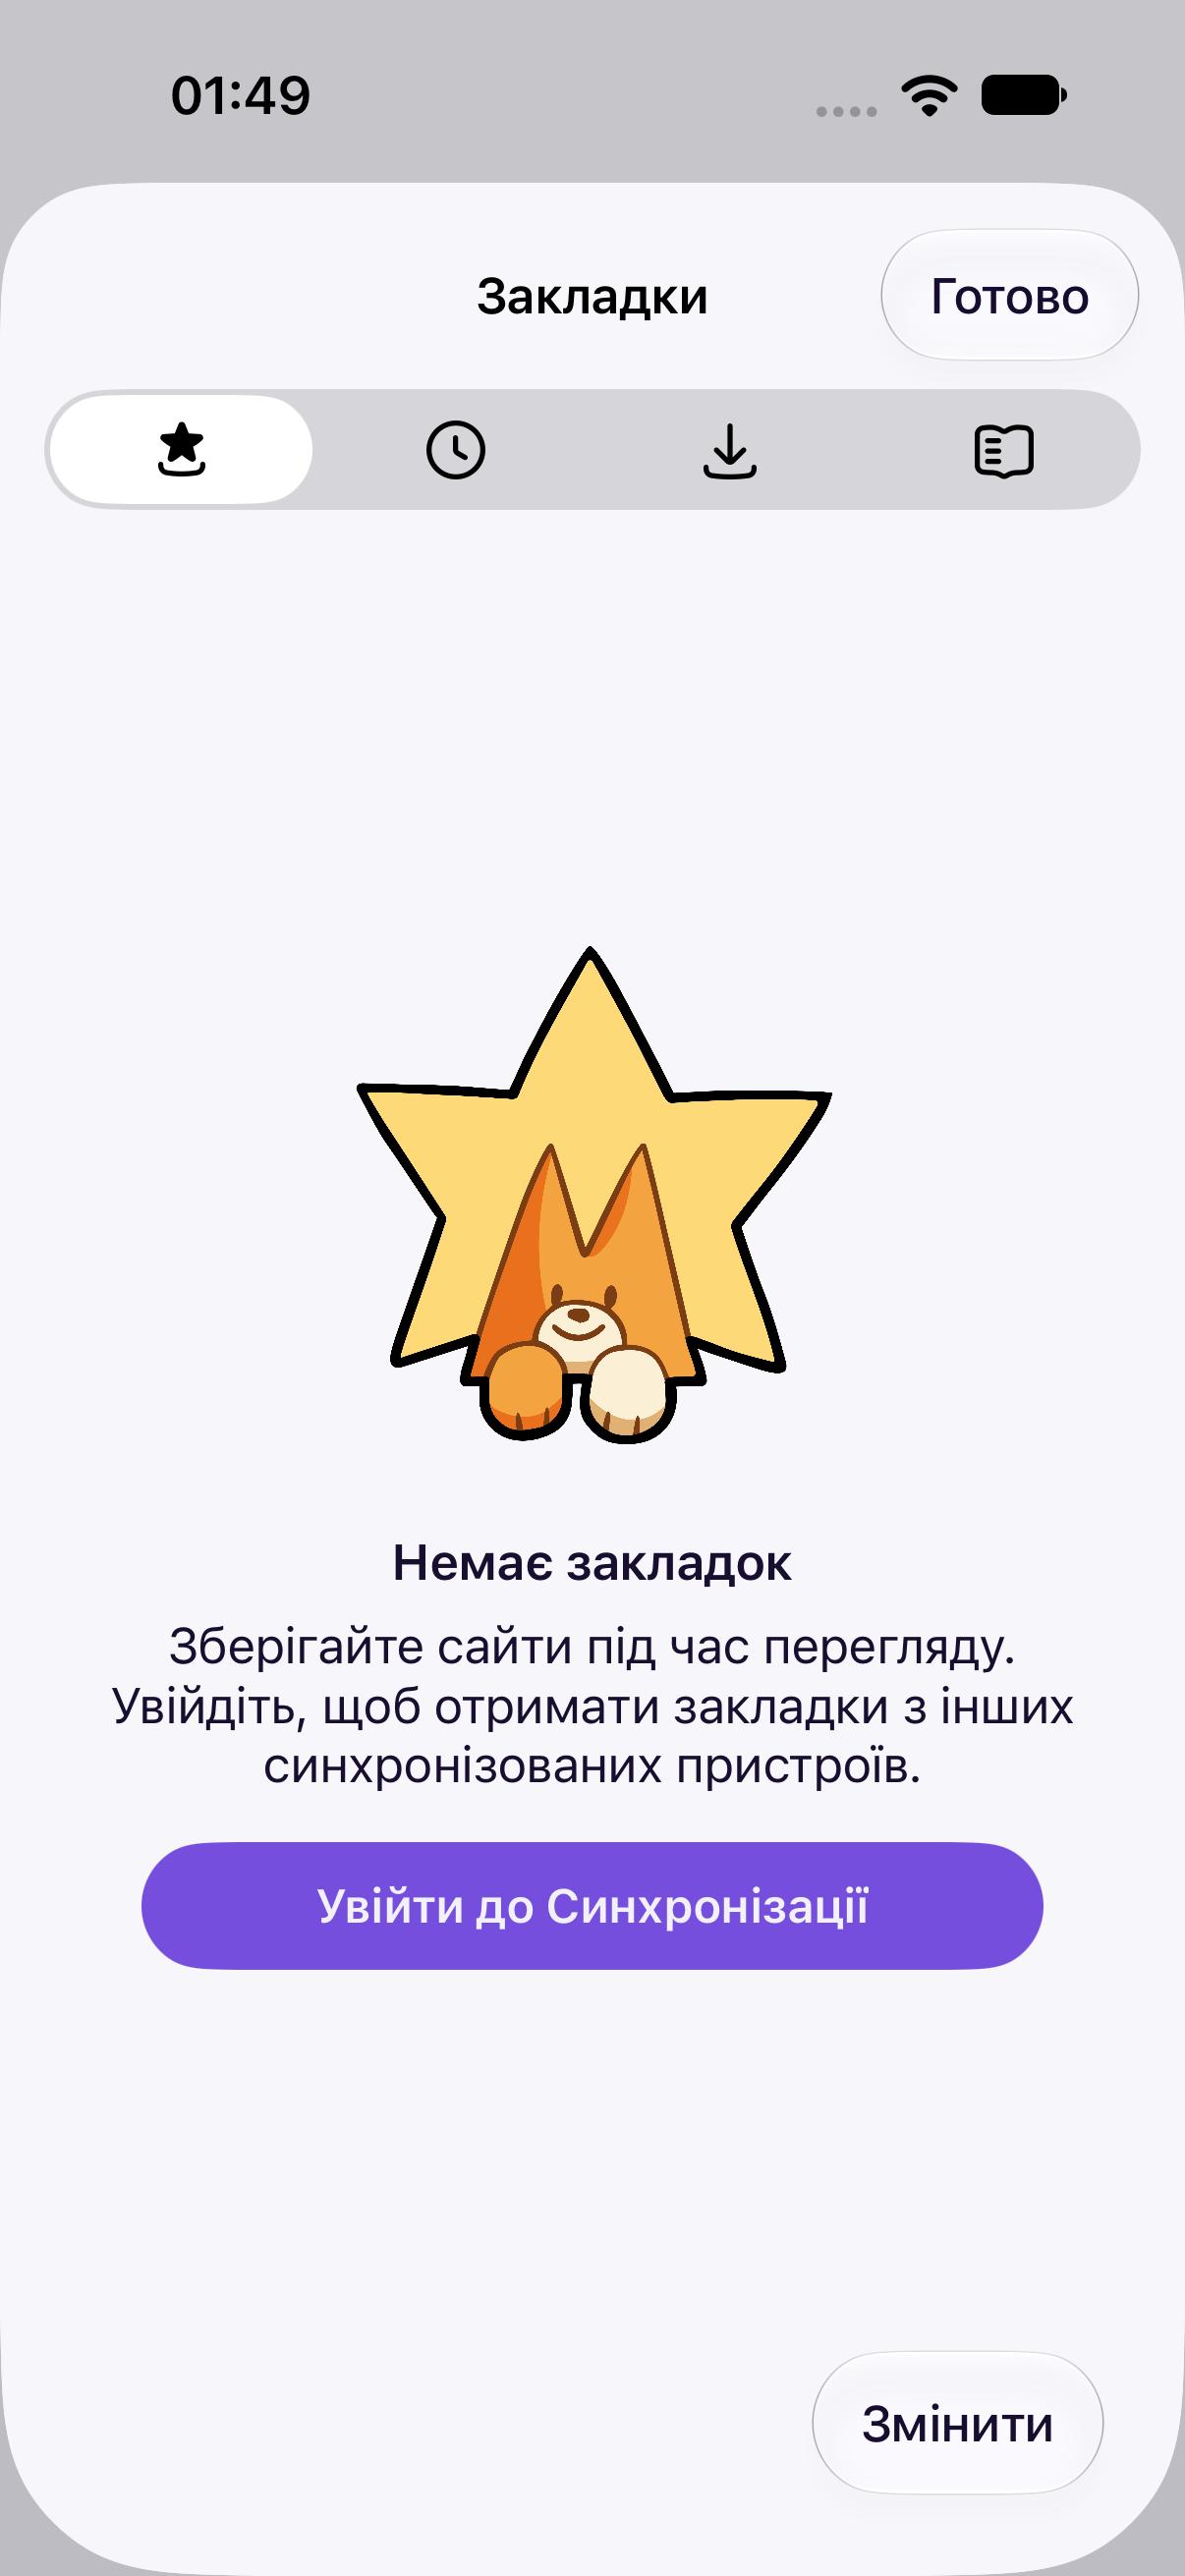 01:49
Закладки
Готово
Немає закладок
Зберігайте сайти під час перегляду.
Увійдіть, щоб отримати закладки з інших
синхронізованих пристроїв.
Увійти до Синхронізації
Змінити